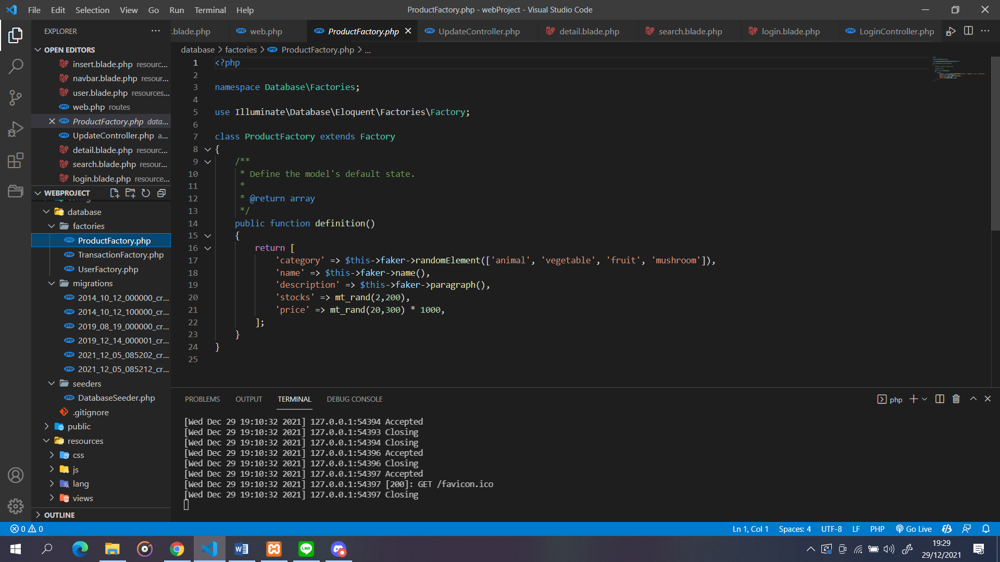 File Edit Selection View Go Run Terminal Help
ProductFactory.php - webProject - Visual Studio Code
EXPLORER
.blade.php web.php ProductFactory.php UpdateController.php detail.blade.php search.blade.php login.blade.php LoginController.php
OPEN EDITORS
insert.blade.php resourc...
navbar.blade.php resour...
user.blade.php resources...
web.php routes
ProductFactory.php data...
UpdateController.php a...
detail.blade.php resourc...
search.blade.php resour...
login.blade.php resource...
WEBPROJECT
database
factories
ProductFactory.php
TransactionFactory.php
UserFactory.php
migrations
2014_10_12_000000_cr...
2014_10_12_100000_cr...
2019_08_19_000000_cr...
2019_12_14_000001_cr...
2021_12_05_085202_cr...
2021_12_05_085212_cr...
seeders
DatabaseSeeder.php
.gitignore
public
resources
css
js
lang
views
OUTLINE
database > factories > ProductFactory.php > ...
1 <?php
2
3 namespace Database\Factories;
4
5 use Illuminate\Database\Eloquent\Factories\Factory;
6
7 class ProductFactory extends Factory
8 {
9 /**
10 * Define the model's default state.
11 *
12 * @return array
13 */
14 public function definition()
15 {
16 return [
17 'category' => $this->faker->randomElement(['animal', 'vegetable', 'fruit', 'mushroom']),
18 'name' => $this->faker->name(),
19 'description' => $this->faker->paragraph(),
20 'stocks' => mt_rand(2,200),
21 'price' => mt_rand(20,300) * 1000,
22 ];
23 }
24 }
25
PROBLEMS OUTPUT TERMINAL DEBUG CONSOLE
php
[Wed Dec 29 19:10:32 2021] 127.0.0.1:54394 Accepted
[Wed Dec 29 19:10:32 2021] 127.0.0.1:54393 Closing
[Wed Dec 29 19:10:32 2021] 127.0.0.1:54394 Closing
[Wed Dec 29 19:10:32 2021] 127.0.0.1:54396 Accepted
[Wed Dec 29 19:10:32 2021] 127.0.0.1:54396 Closing
[Wed Dec 29 19:10:32 2021] 127.0.0.1:54397 Accepted
[Wed Dec 29 19:10:32 2021] 127.0.0.1:54397 [200]: GET /favicon.ico
[Wed Dec 29 19:10:32 2021] 127.0.0.1:54397 Closing
0 0
Ln 1, Col 1 Spaces: 4 UTF-8 LF PHP Go Live
19:29
29/12/2021